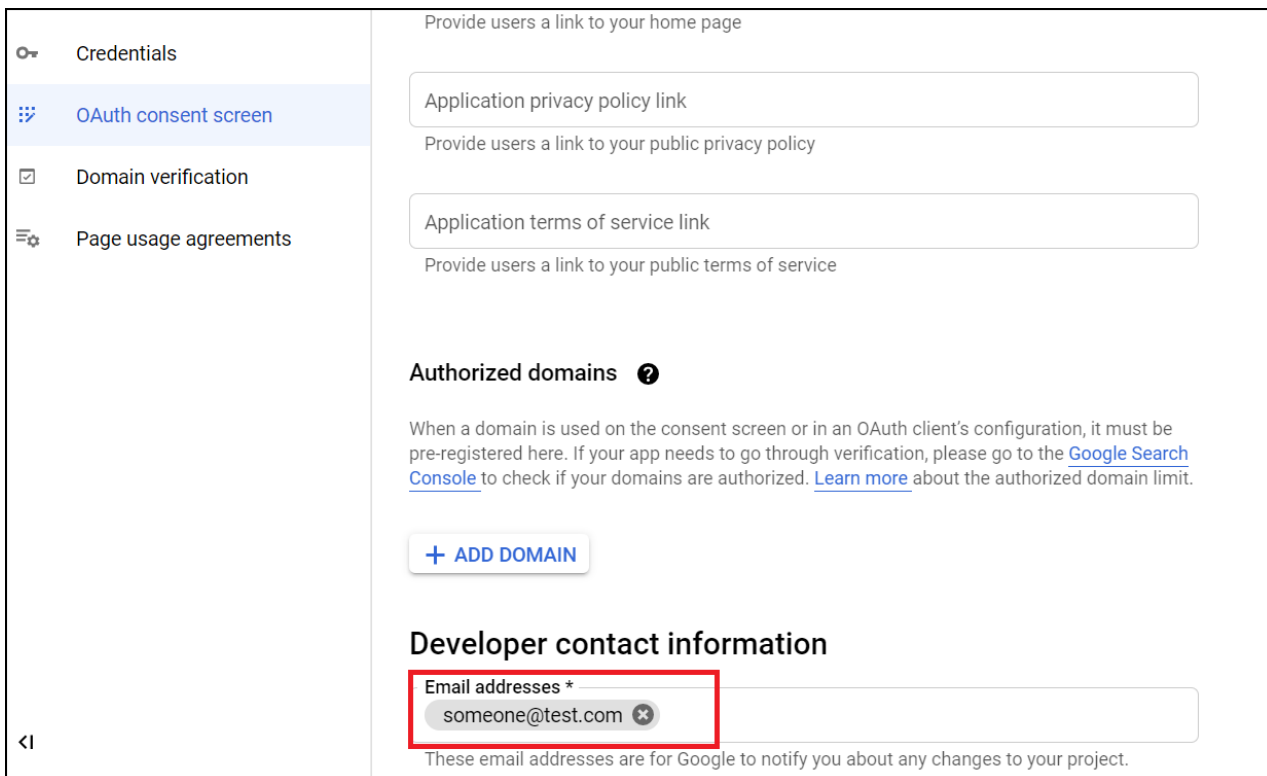 Provide users a link to your home page
Credentials
Application privacy policy link
OAuth consent screen
Provide users a link to your public privacy policy
Domain verification
Application terms of service link
Page usage agreements
Provide users a link to your public terms of service
Authorized domains
When a domain is used on the consent screen or in an OAuth client's configuration, it must be
pre-registered here. If your app needs to go through verification, please go to the Google Search
Console to check if your domains are authorized. Learn more about the authorized domain limit.
+ ADD DOMAIN
Developer contact information
Email addresses *
someone@test.com
These email addresses are for Google to notify you about any changes to your project.